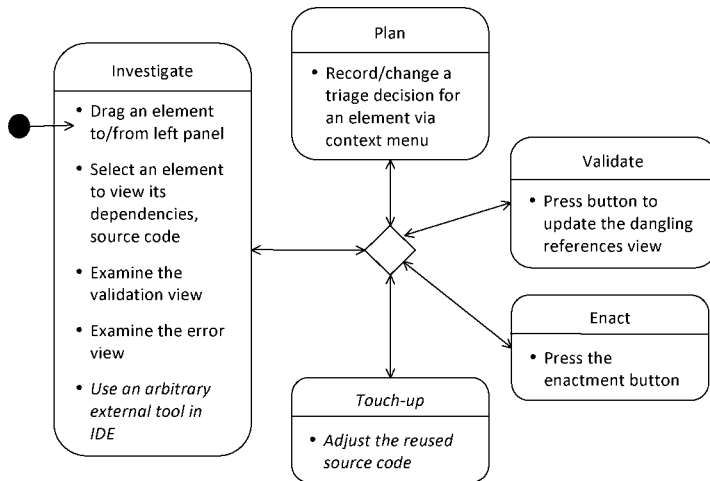 Investigate
• Drag an element
to/from left panel
• Select an element
to view its
dependencies,
source code
• Examine the
validation view
• Examine the error
view
• Use an arbitrary
external tool in
IDE
Plan
• Record/change a
triage decision for
an element via
context menu
Validate
• Press button to
update the dangling
references view
Enact
• Press the
enactment button
Touch-up
• Adjust the reused
source code